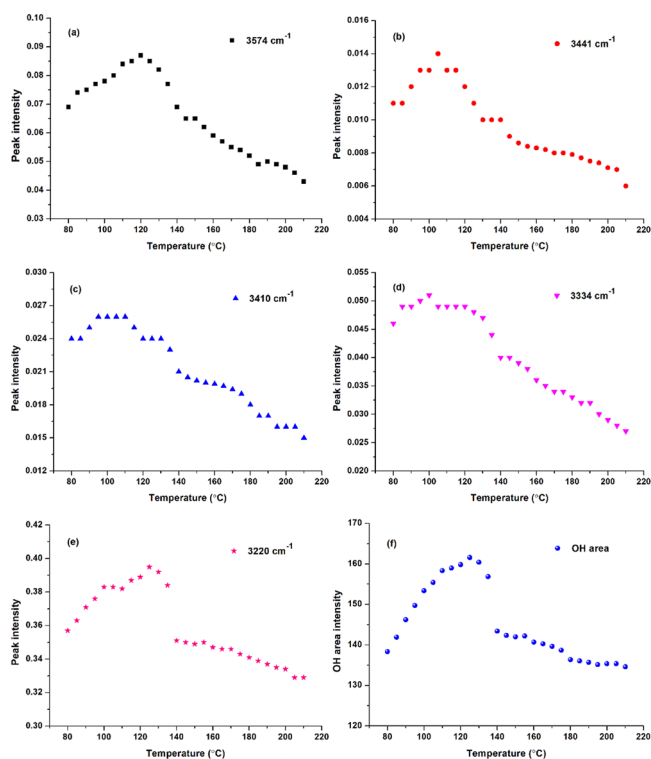 (a)
3574 cm-1
0.10
0.09
0.08
0.07
0.06
0.05
0.04
0.03
Peak intensity
60 80 100 120 140 160 180 200 220
Temperature (°C)
(b)
3441 cm-1
0.016
0.014
0.012
0.010
0.008
0.006
0.004
Peak intensity
60 80 100 120 140 160 180 200 220
Temperature (°C)
(c)
3410 cm-1
0.030
0.027
0.024
0.021
0.018
0.015
0.012
Peak intensity
60 80 100 120 140 160 180 200 220
Temperature (°C)
(d)
3334 cm-1
0.055
0.050
0.045
0.040
0.035
0.030
0.025
0.020
Peak intensity
60 80 100 120 140 160 180 200 220
Temperature (°C)
(e)
3220 cm-1
0.42
0.40
0.38
0.36
0.34
0.32
0.30
Peak intensity
60 80 100 120 140 160 180 200 220
Temperature (°C)
(f)
OH area
170
160
150
140
130
120
OH area intensity
60 80 100 120 140 160 180 200 220
Temperature (°C)